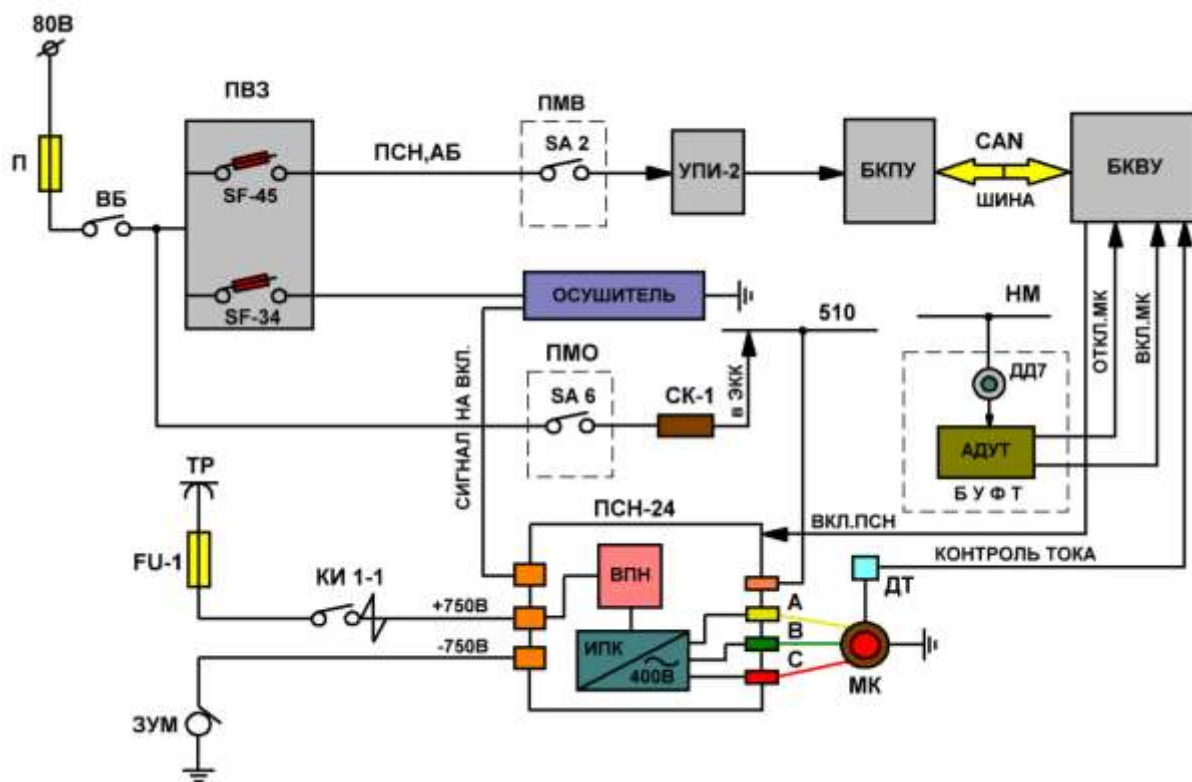 80В
ПВЗ
П
ВБ
SF-45
SF-34
ПСН,АБ
ПМВ
SA 2
УПИ-2
БКПУ
CAN
ШИНА
БКВУ
ОСУШИТЕЛЬ
510
НМ
ОТКЛ.МК
ВКЛ.МК
ПМО
SA 6
СК-1
в ЭКК
ДД7
АДУТ
Б У Ф Т
СИГНАЛ НА ВКЛ.
ТР
FU-1
КИ 1-1
+750В
-750В
ЗУМ
ПСН-24
ВПН
ИПК
400В
ВКЛ.ПСН
КОНТРОЛЬ ТОКА
ДТ
А
В
С
МК